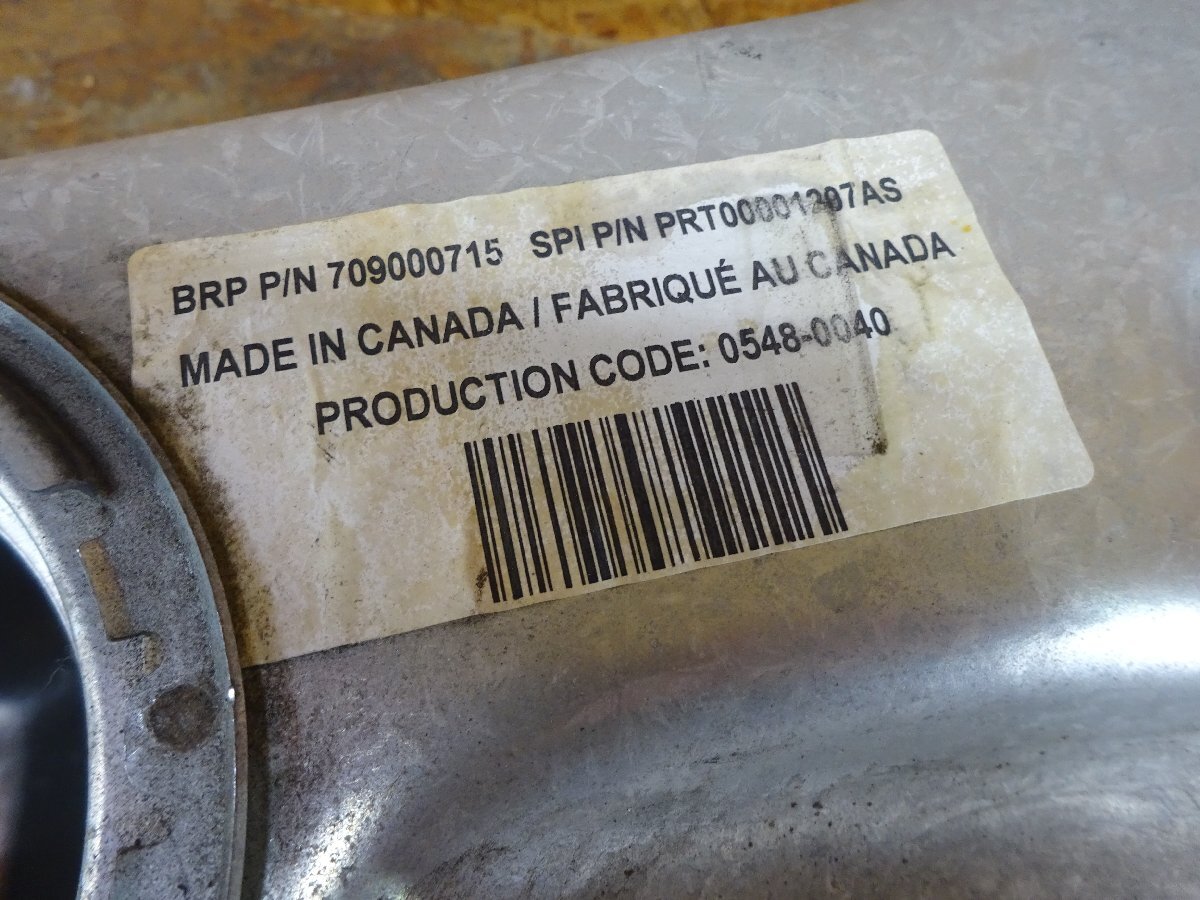 BRP P/N 709000715 SPI P/N PRT00001207AS
MADE IN CANADA / FABRIQUÉ AU CANADA
PRODUCTION CODE: 0548-0040